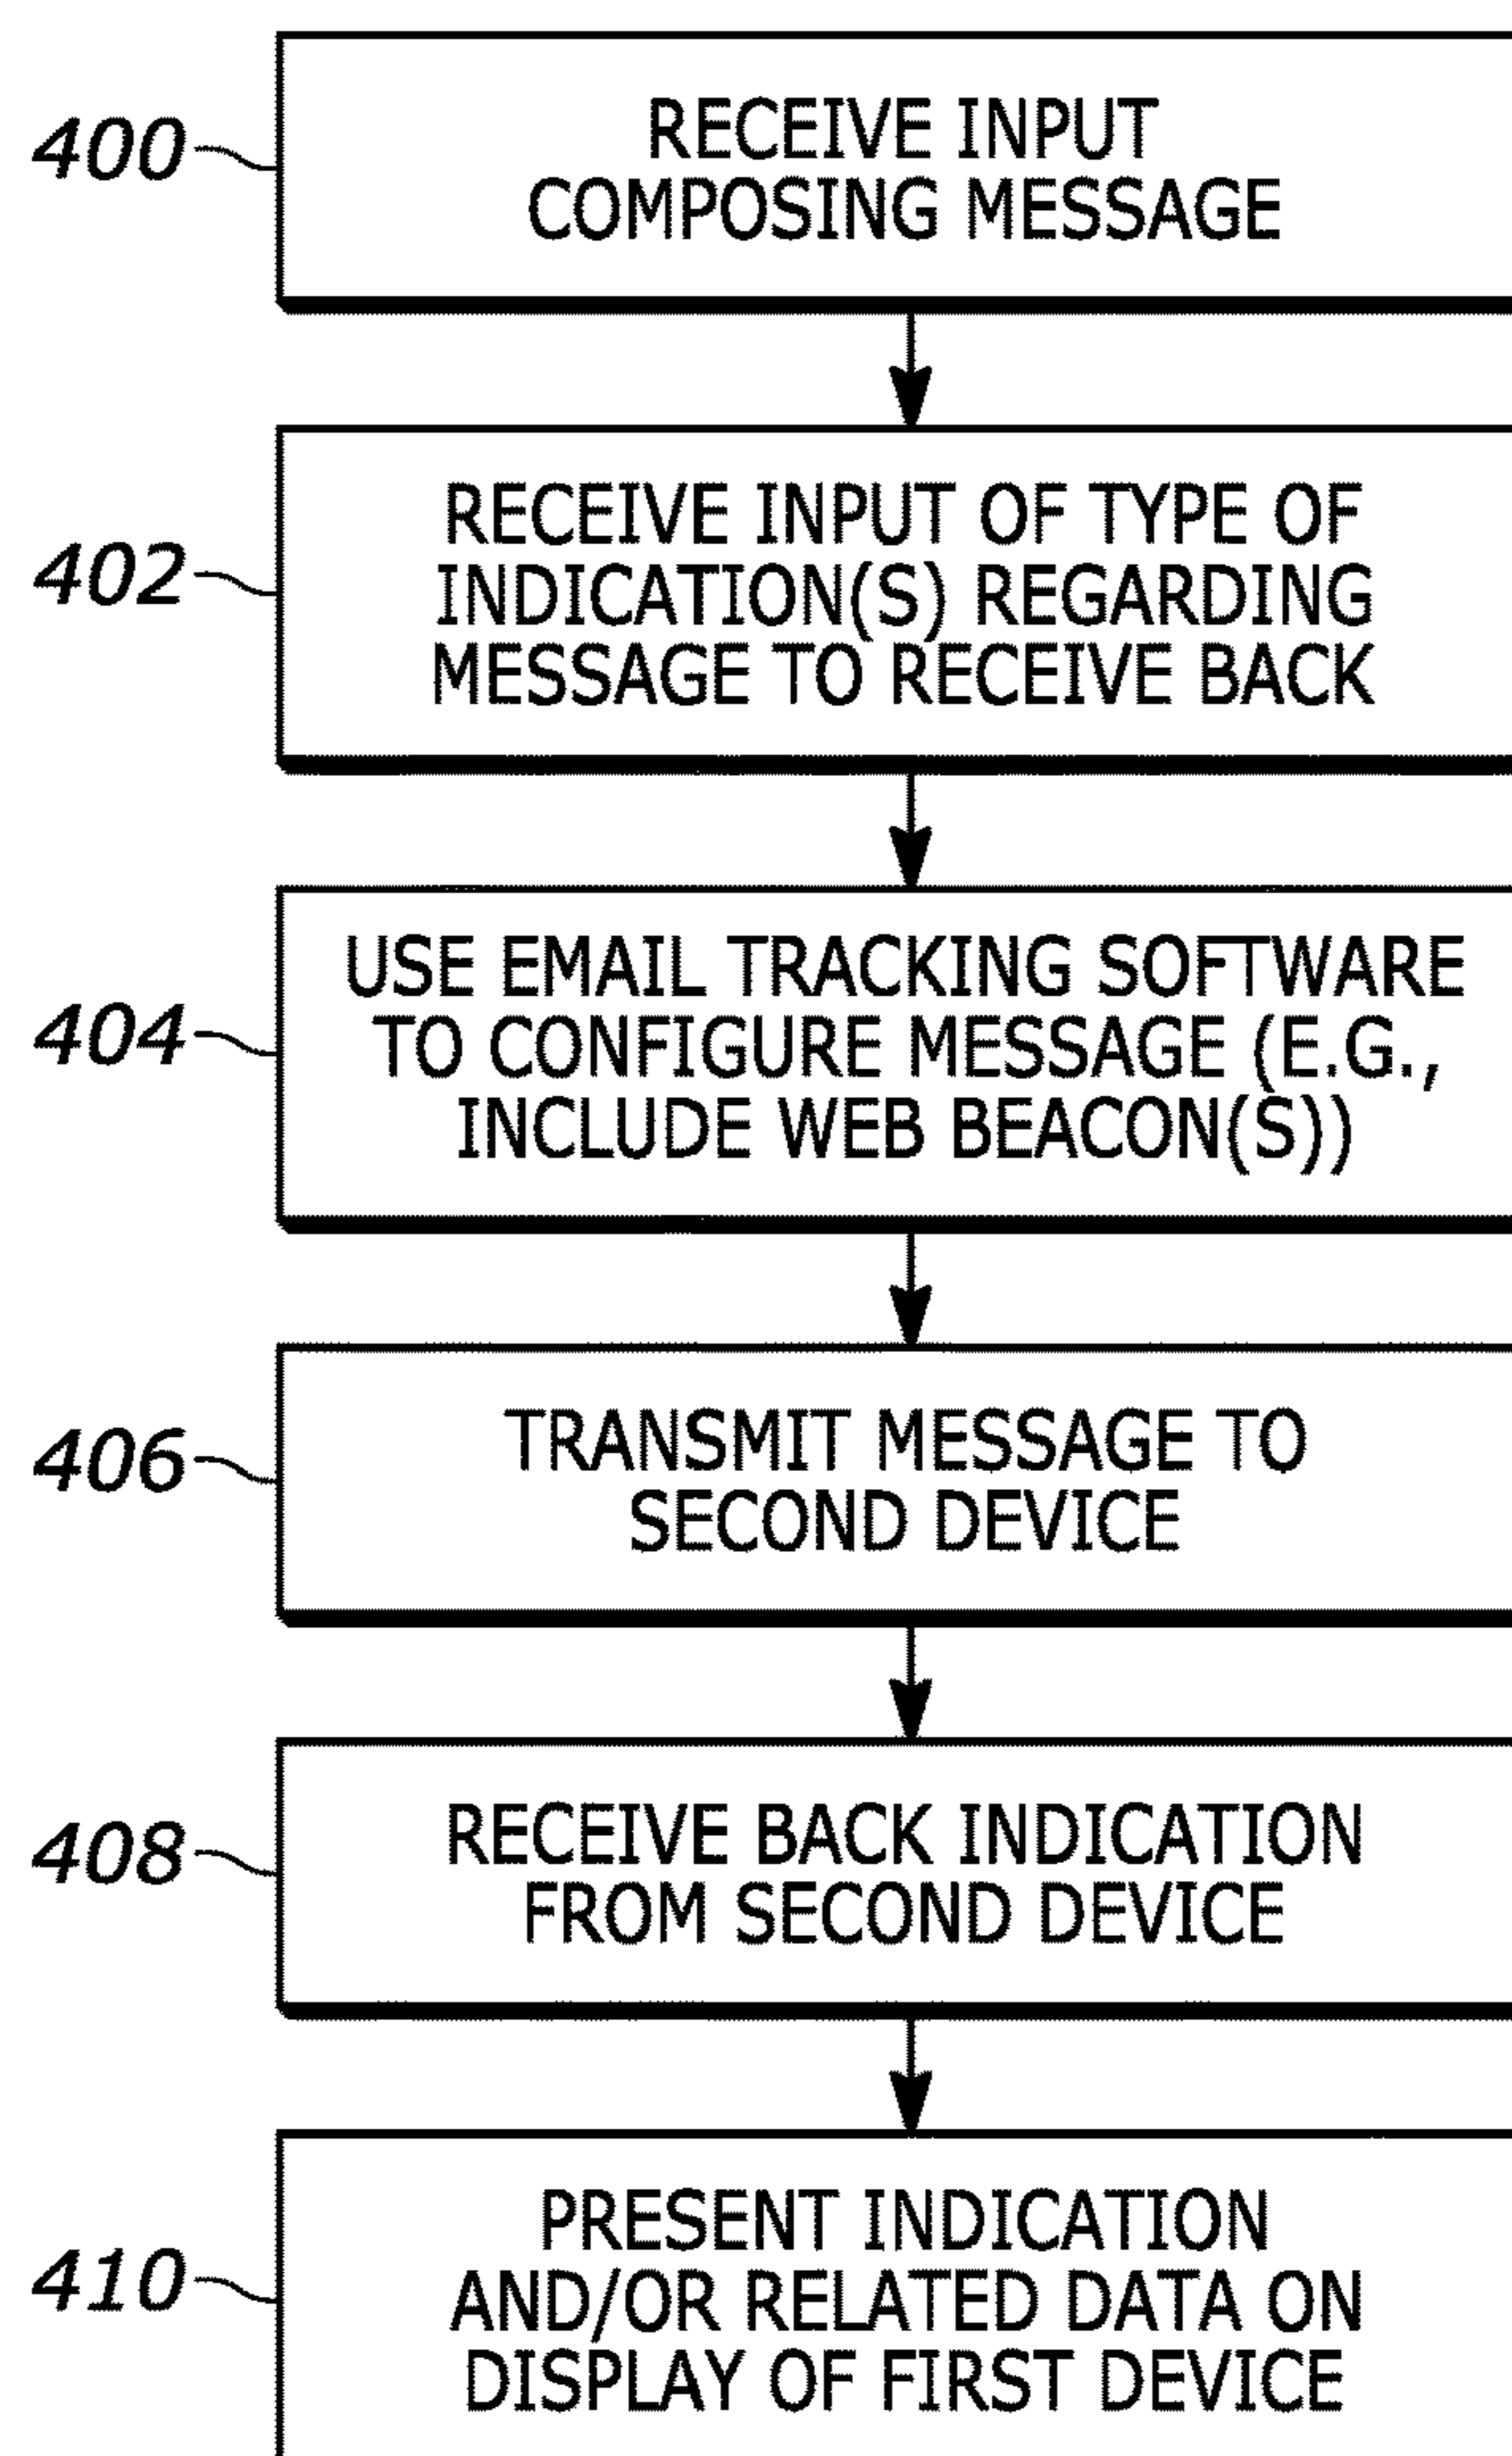 400
RECEIVE INPUT
COMPOSING MESSAGE
402
RECEIVE INPUT OF TYPE OF
INDICATION(S) REGARDING
MESSAGE TO RECEIVE BACK
404
USE EMAIL TRACKING SOFTWARE
TO CONFIGURE MESSAGE (E.G.,
INCLUDE WEB BEACON(S))
406
TRANSMIT MESSAGE TO
SECOND DEVICE
408
RECEIVE BACK INDICATION
FROM SECOND DEVICE
410
PRESENT INDICATION
AND/OR RELATED DATA ON
DISPLAY OF FIRST DEVICE